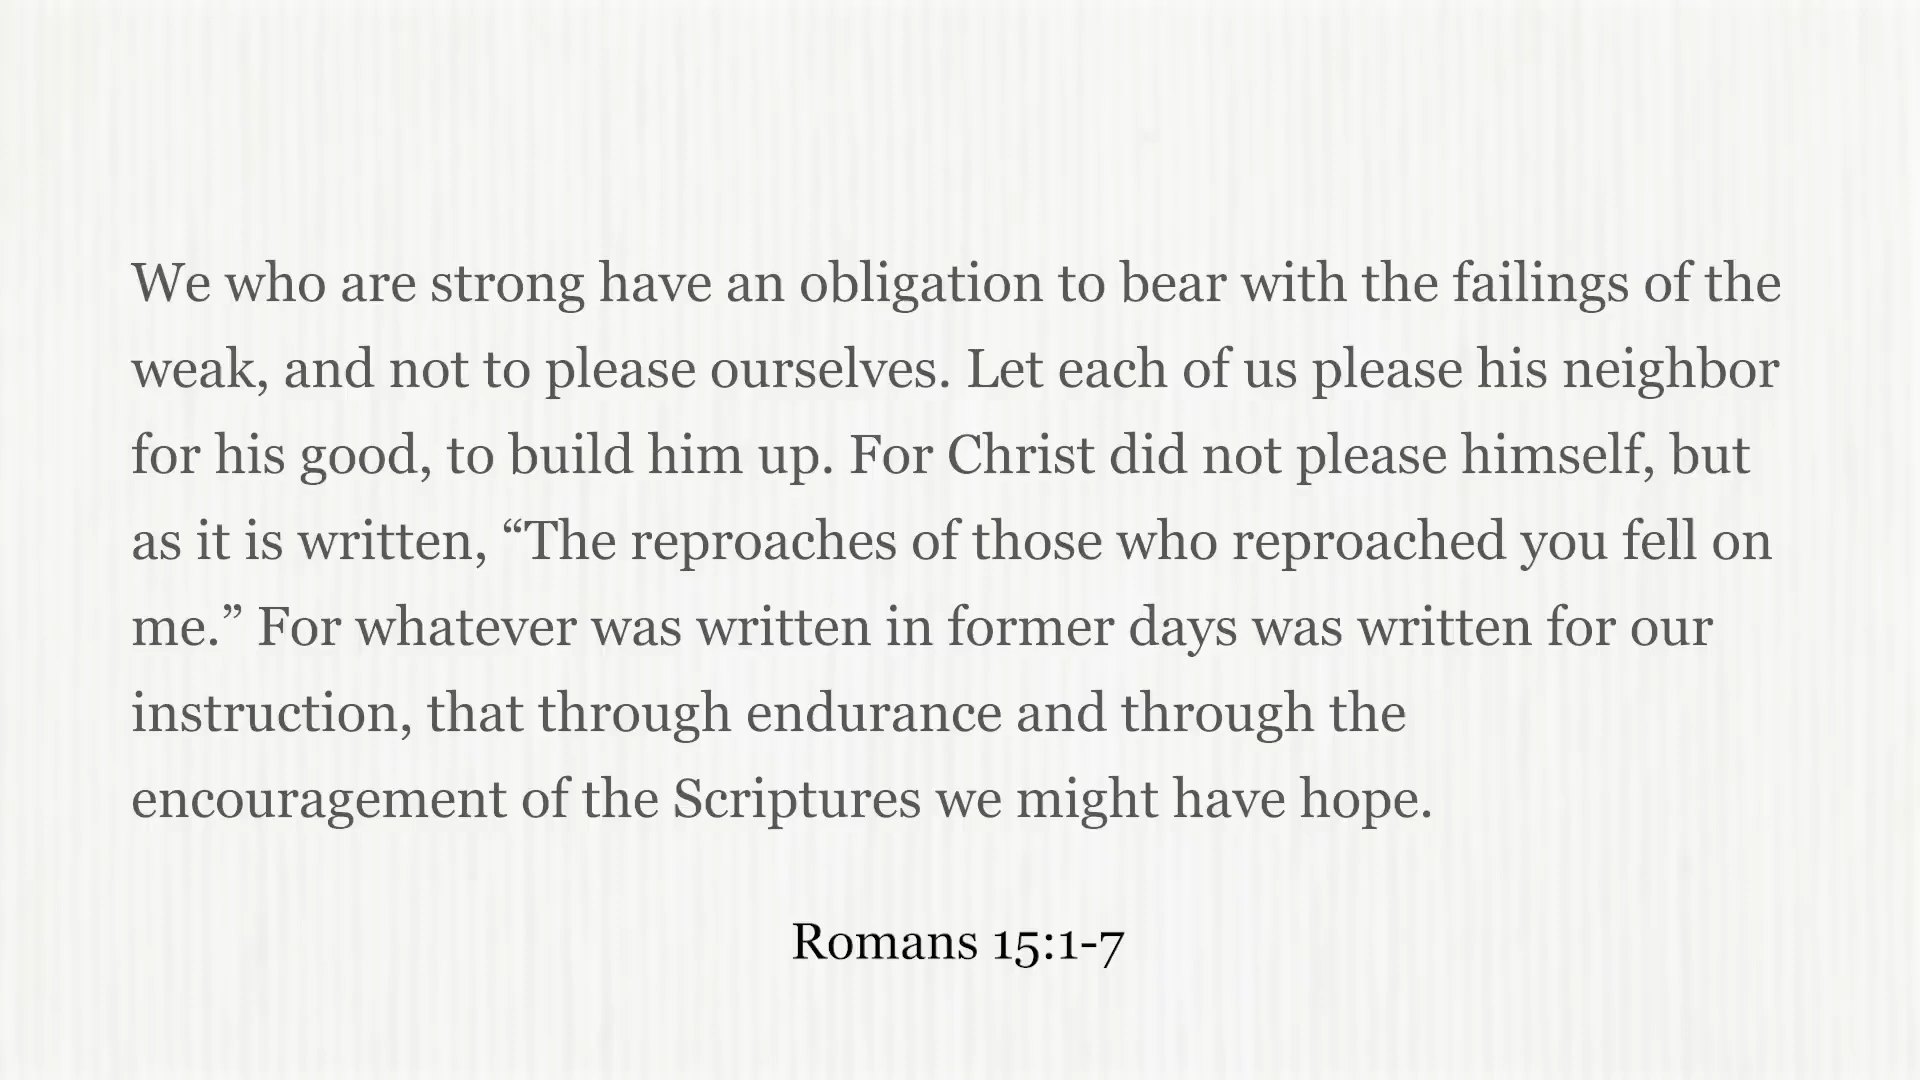 We who are strong have an obligation to bear with the failings of the
weak, and not to please ourselves. Let each of us please his neighbor
for his good, to build him up. For Christ did not please himself, but
as it is written, “The reproaches of those who reproached you fell on
me.” For whatever was written in former days was written for our
instruction, that through endurance and through the
encouragement of the Scriptures we might have hope.
Romans 15:1-7